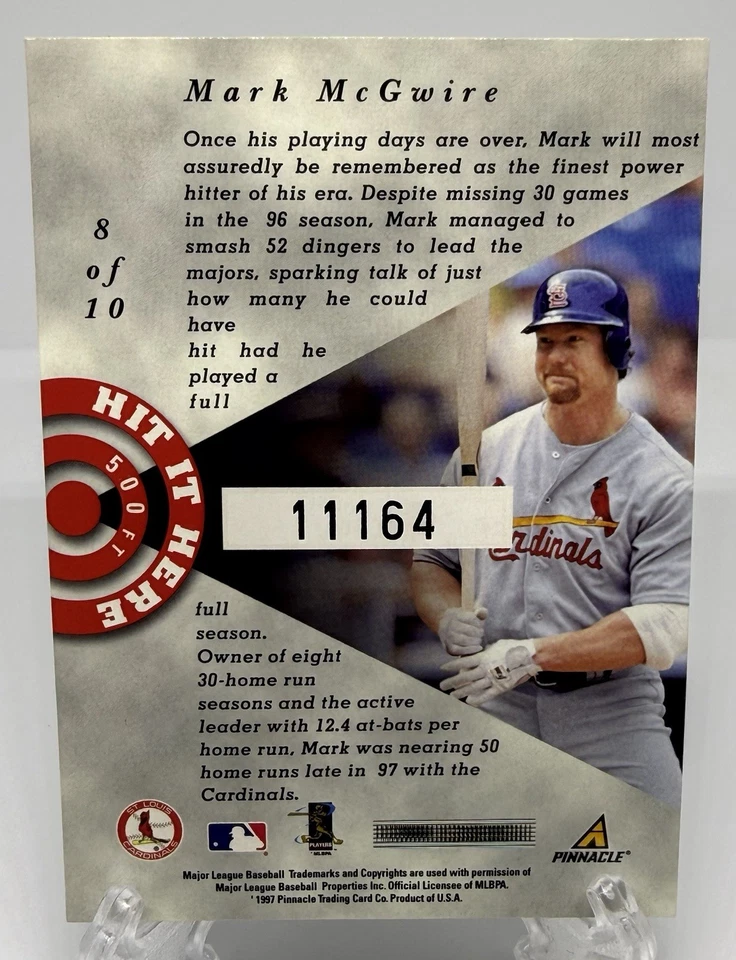 Mark McGwire
Once his playing days are over, Mark will most
assuredly be remembered as the finest power
hitter of his era. Despite missing 30 games
in the 96 season, Mark managed to
smash 52 dingers to lead the
majors, sparking talk of just
how many he could
have
hit had he
played a
full
8
of
10
HIT IT HERE
500 FT
11164
Cardinals
full
season.
Owner of eight
30-home run
seasons and the active
leader with 12.4 at-bats per
home run, Mark was nearing 50
home runs late in 97 with the
Cardinals.
ST. LOUIS
CARDINALS
PLAYERS
MLBPA
PINNACLE®
Major League Baseball Trademarks and Copyrights are used with permission of
Major League Baseball Properties Inc. Official Licensee of MLBPA.
' 1997 Pinnacle Trading Card Co. Product of U.S.A.